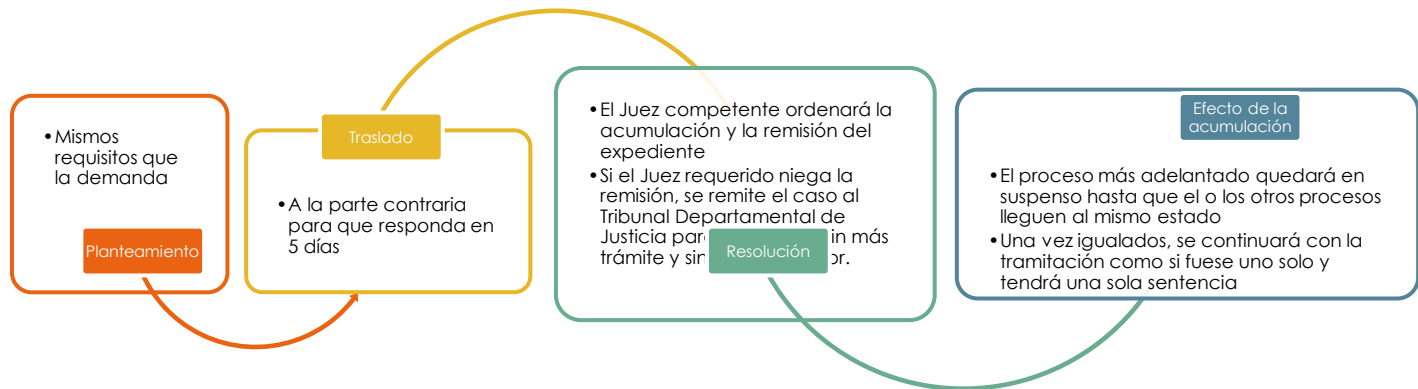 • Mismos
requisitos que
la demanda
Planteamiento
Traslado
• A la parte contraria
para que responda en
5 días
• El Juez competente ordenará la
acumulación y la remisión del
expediente
• Si el Juez requerido niega la
remisión, se remite el caso al
Tribunal Departamental de
Justicia más
trámite y
Resolución
Efecto de la
acumulación
• El proceso más adelantado quedará en
suspenso hasta que el o los otros procesos
lleguen al mismo estado
• Una vez igualados, se continuará con la
tramitación como si fuese uno solo y
tendrá una sola sentencia